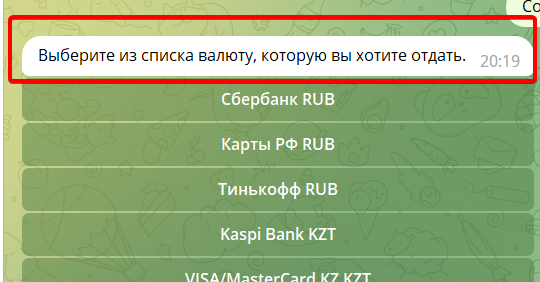 Со
Выберите из списка валюту, которую вы хотите отдать.
20:19
Сбербанк RUB
Карты РФ RUB
Тинькофф RUB
Kaspi Bank KZT
VISA/MasterCard KZ KZT